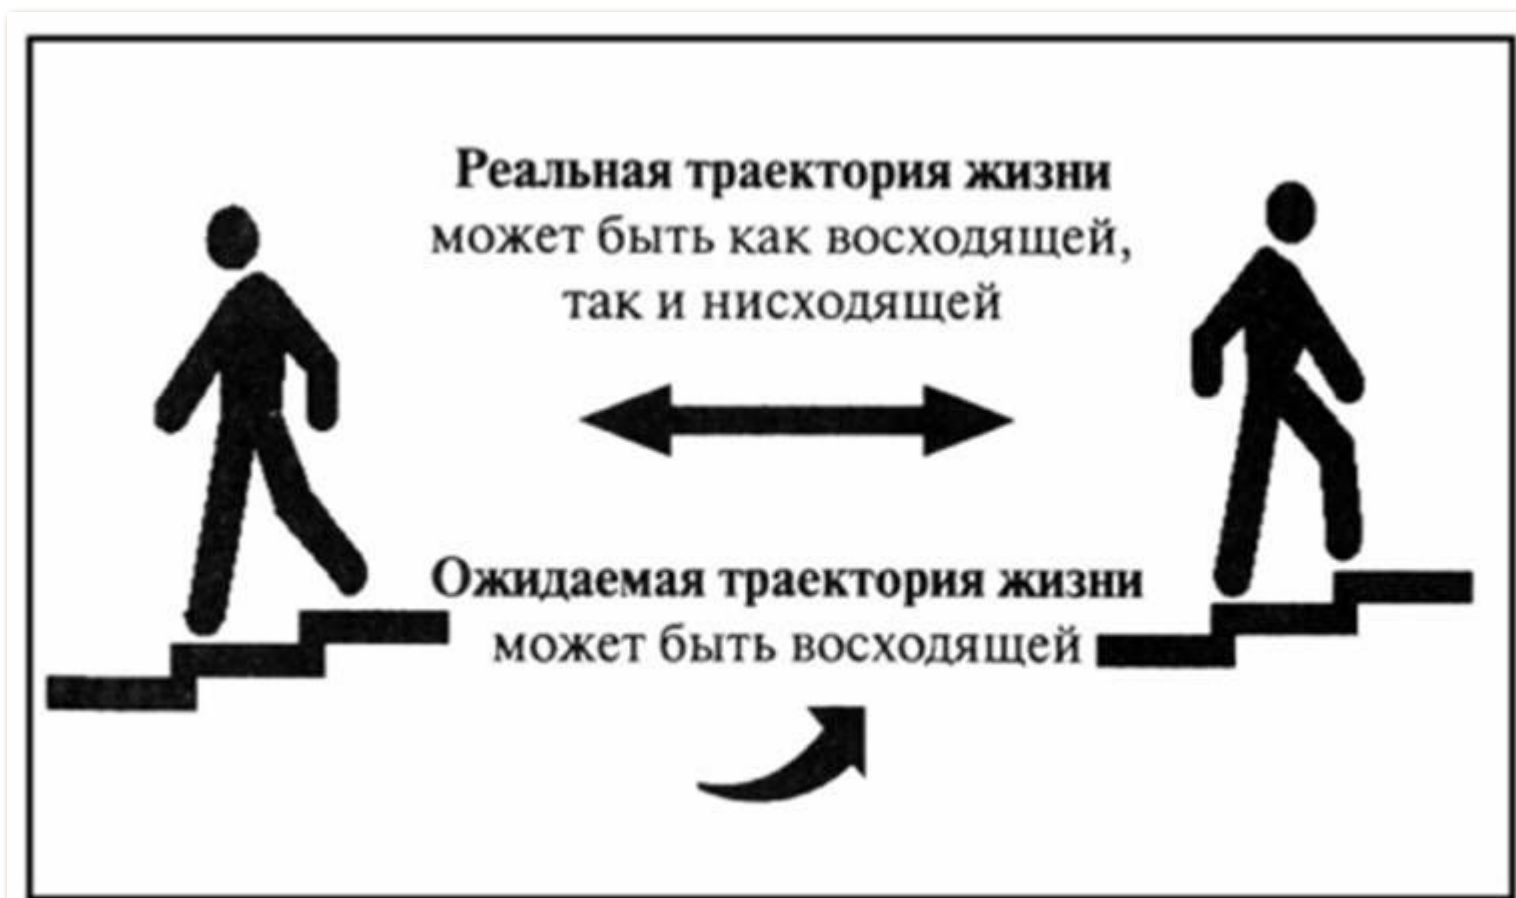 Реальная траектория жизни
может быть как восходящей,
так и нисходящей
Ожидаемая траектория жизни
может быть восходящей